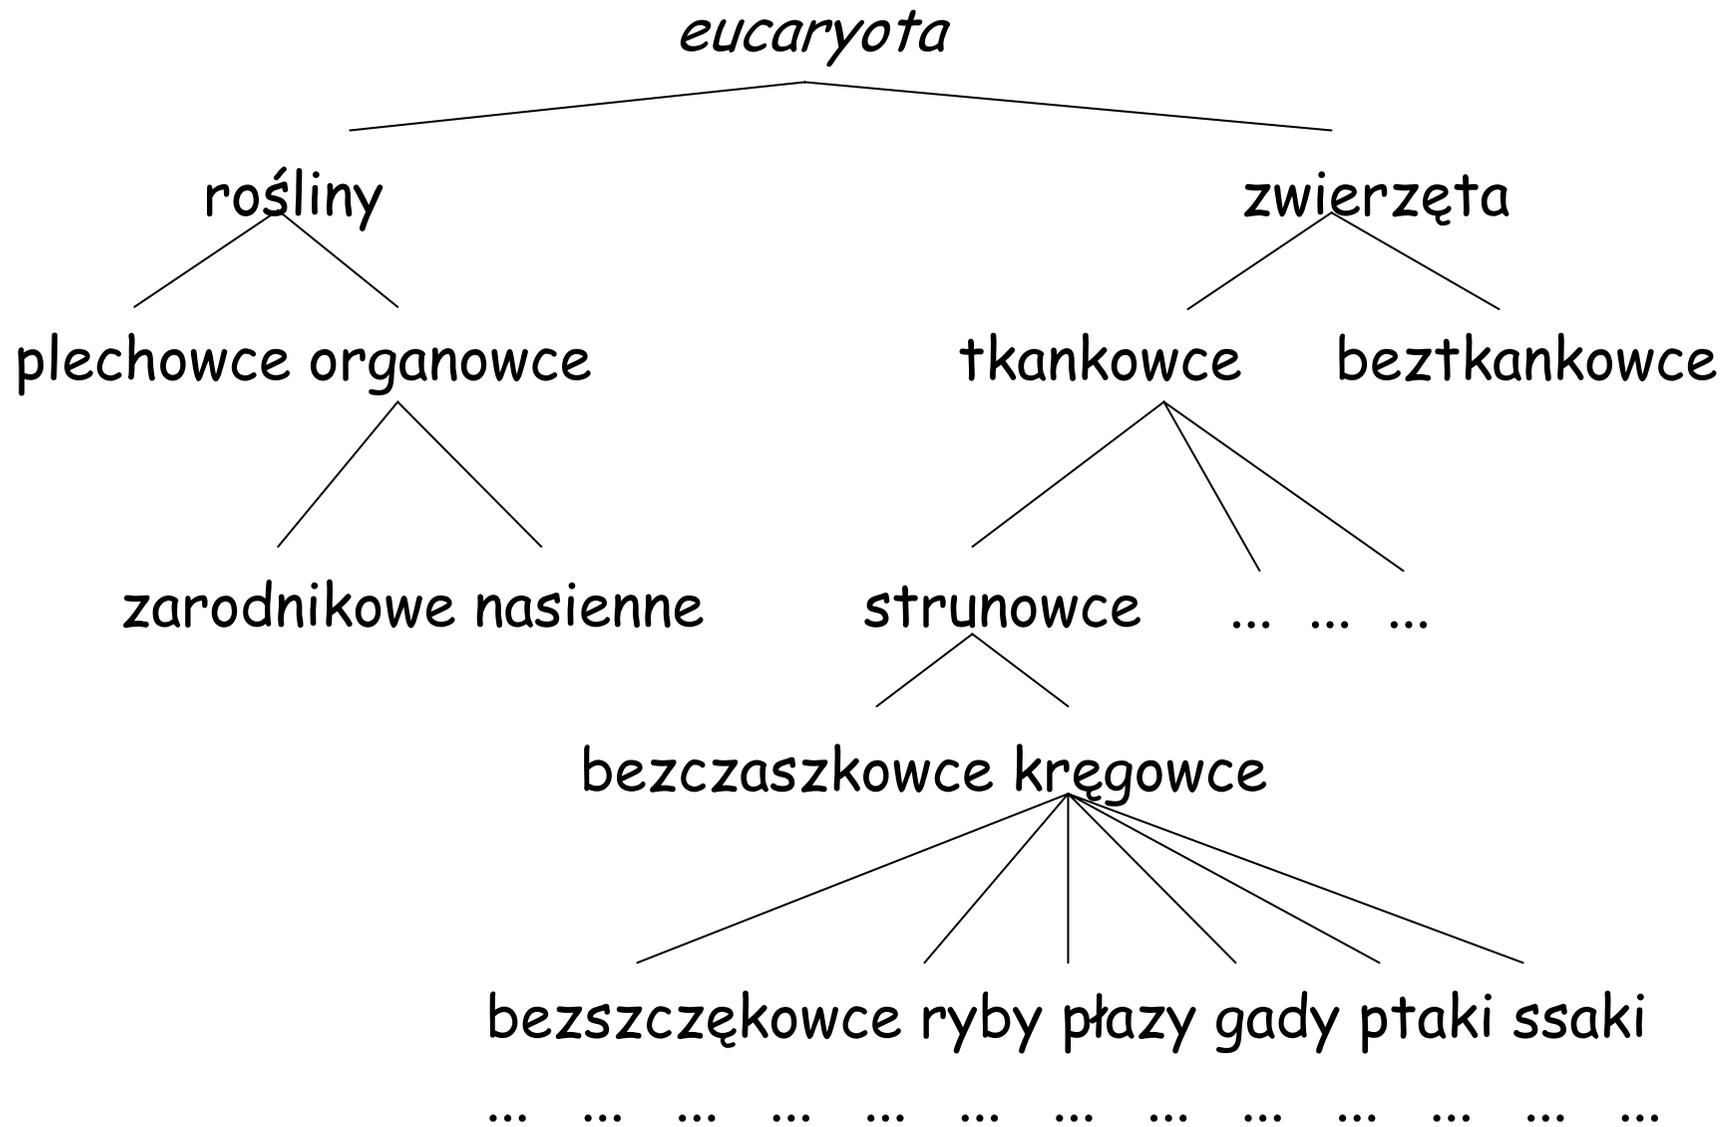 eucaryota
rośliny zwierzęta
plechowce organowce tkankowce beztkankowce
zarodnikowe nasienne strunowce ... ... ...
bezczaszkowce kręgowce
bezszczękowce ryby płazy gady ptaki ssaki
... ... ... ... ... ... ... ... ... ... ... ... ...